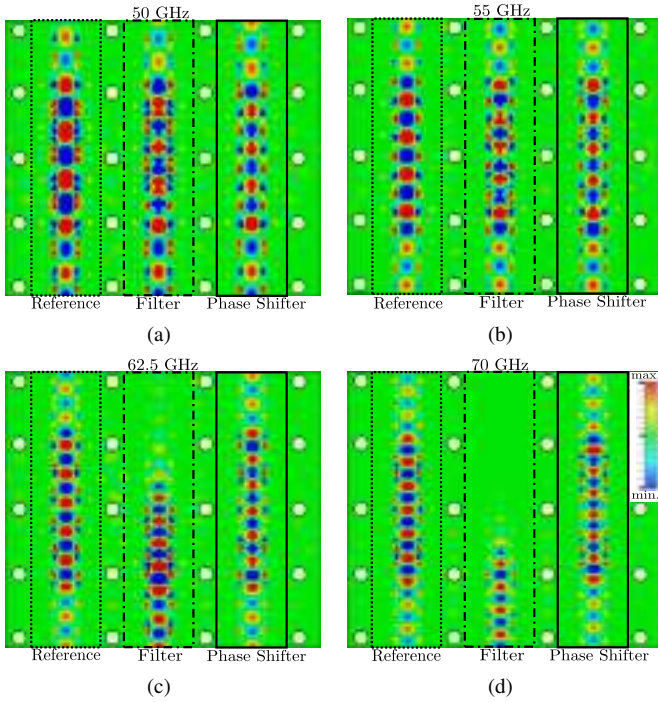 50 GHz
55 GHz
Reference
Filter
Phase Shifter
Reference
Filter
Phase Shifter
(a)
(b)
62.5 GHz
70 GHz
max
min.
Reference
Filter
Phase Shifter
Reference
Filter
Phase Shifter
(c)
(d)